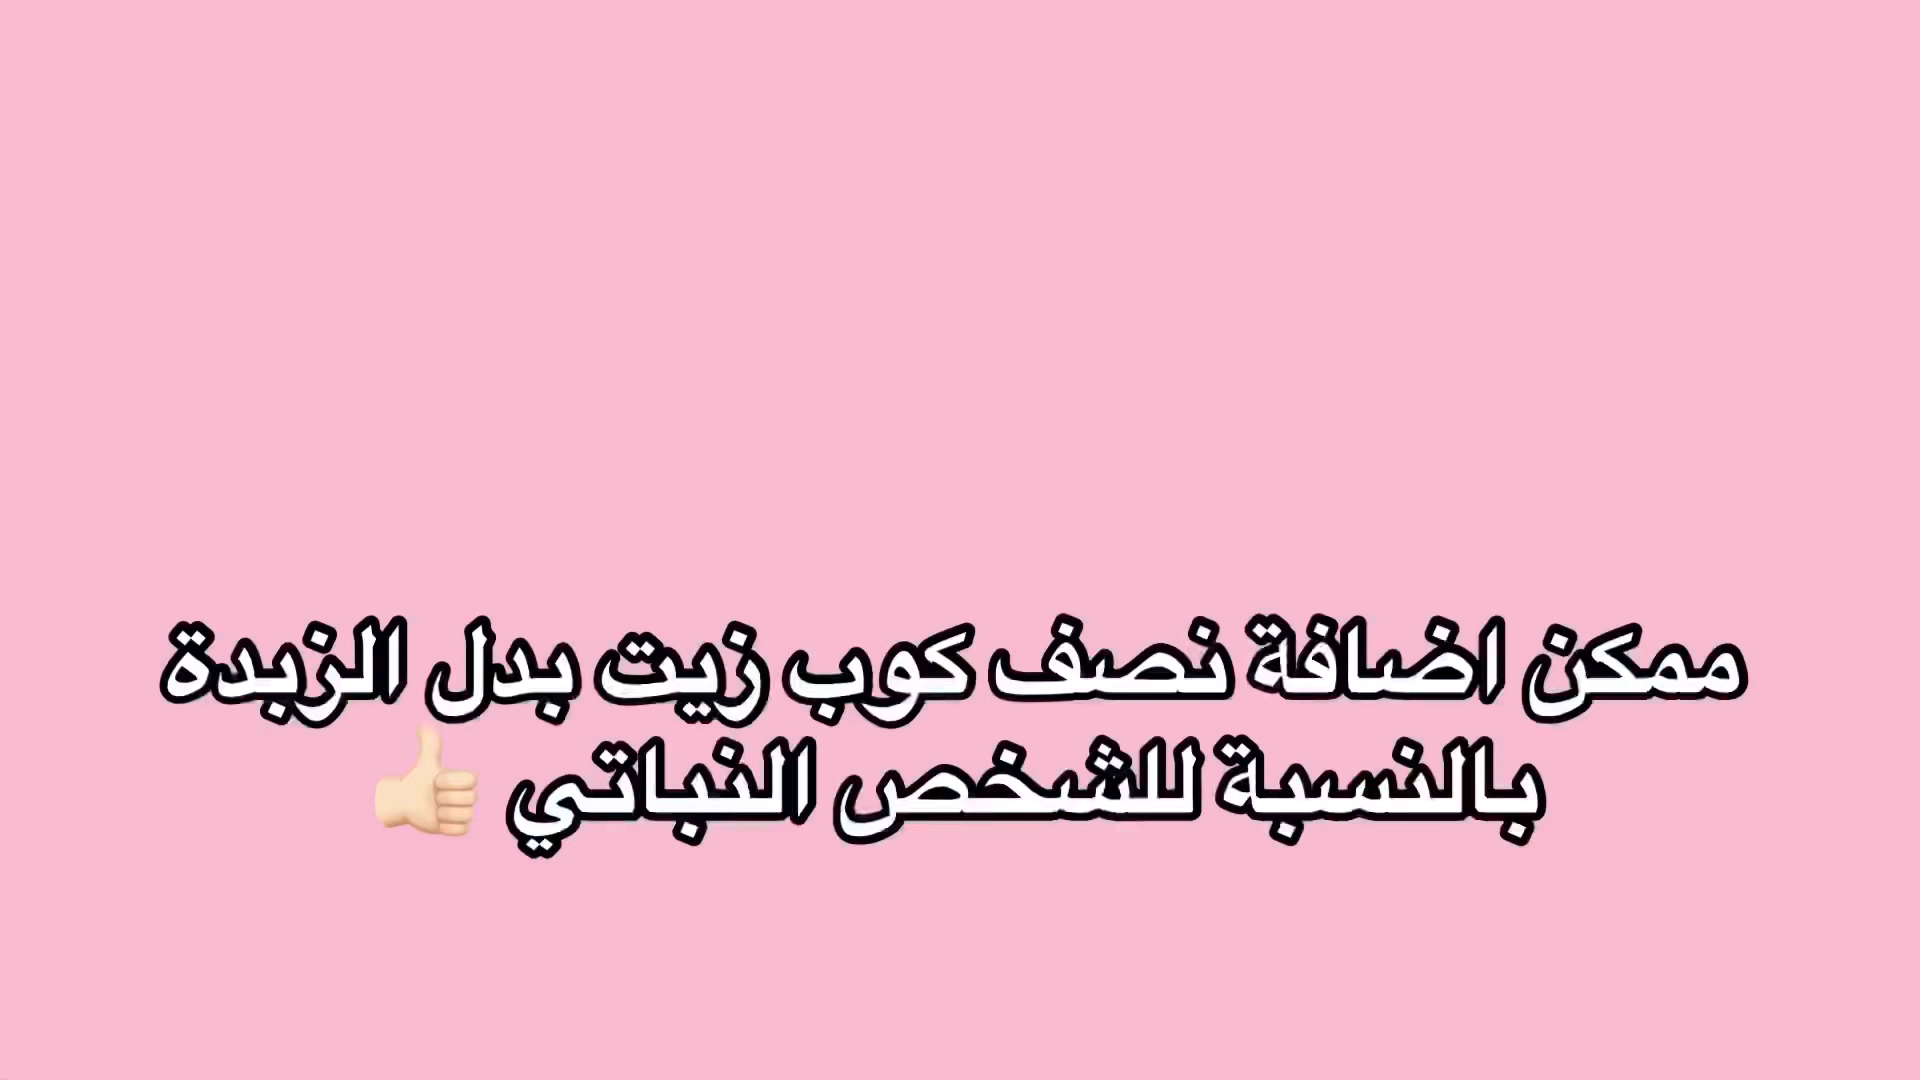 ممكن اضافة نصف كوب زيت بدل الزبدة
بالنسبة للشخص النباتي 👍🏻